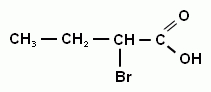 O
CH₃ — CH₂ — CH — C
OH
Br